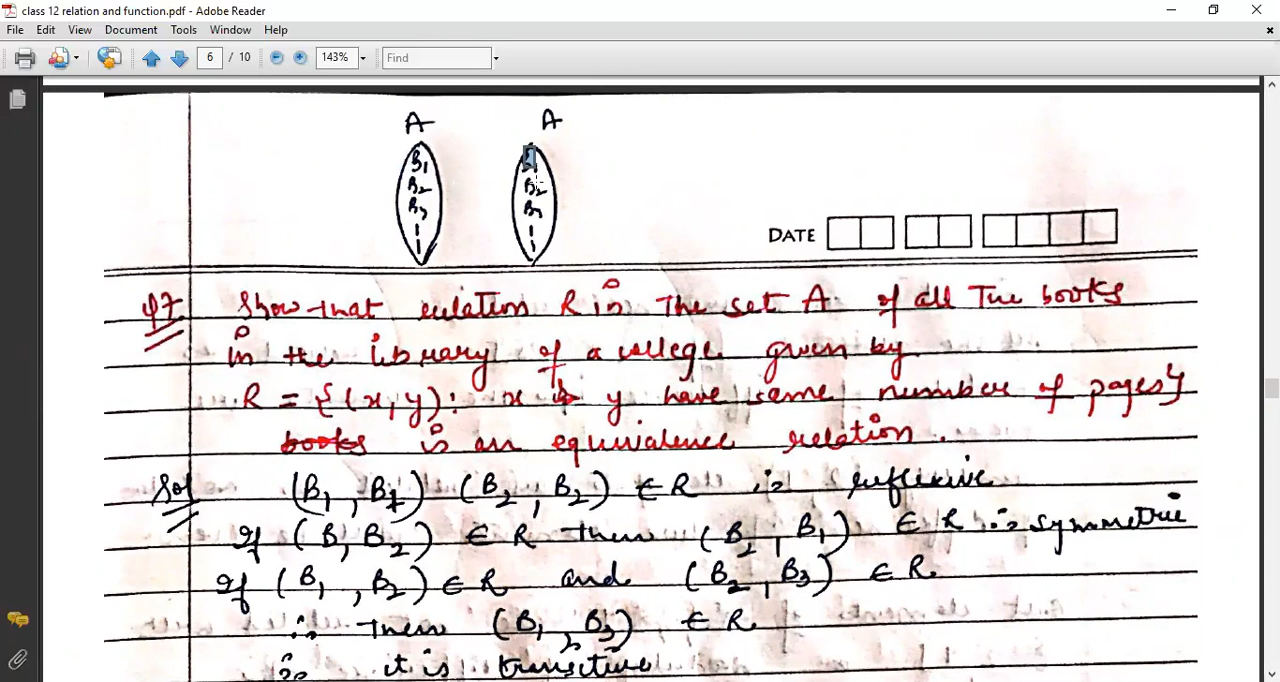 class 12 relation and function.pdf - Adobe Reader
File Edit View Document Tools Window Help
6 / 10 143% Find
A A
B1
B2 B2
B3 B3
DATE
Q7 Show that relation R in The set A of all The books
in the library of a college given by
R = {(x, y): x & y have same number of pages}
books is an equivalence relation.
Sol (B1, B1) (B2, B2) ∈ R is reflexive
If (B, B2) ∈ R Then (B2, B1) ∈ R is symmetric
If (B1, B2) ∈ R and (B2, B3) ∈ R.
∴ Then (B1, B3) ∈ R.
∴ it is transitive